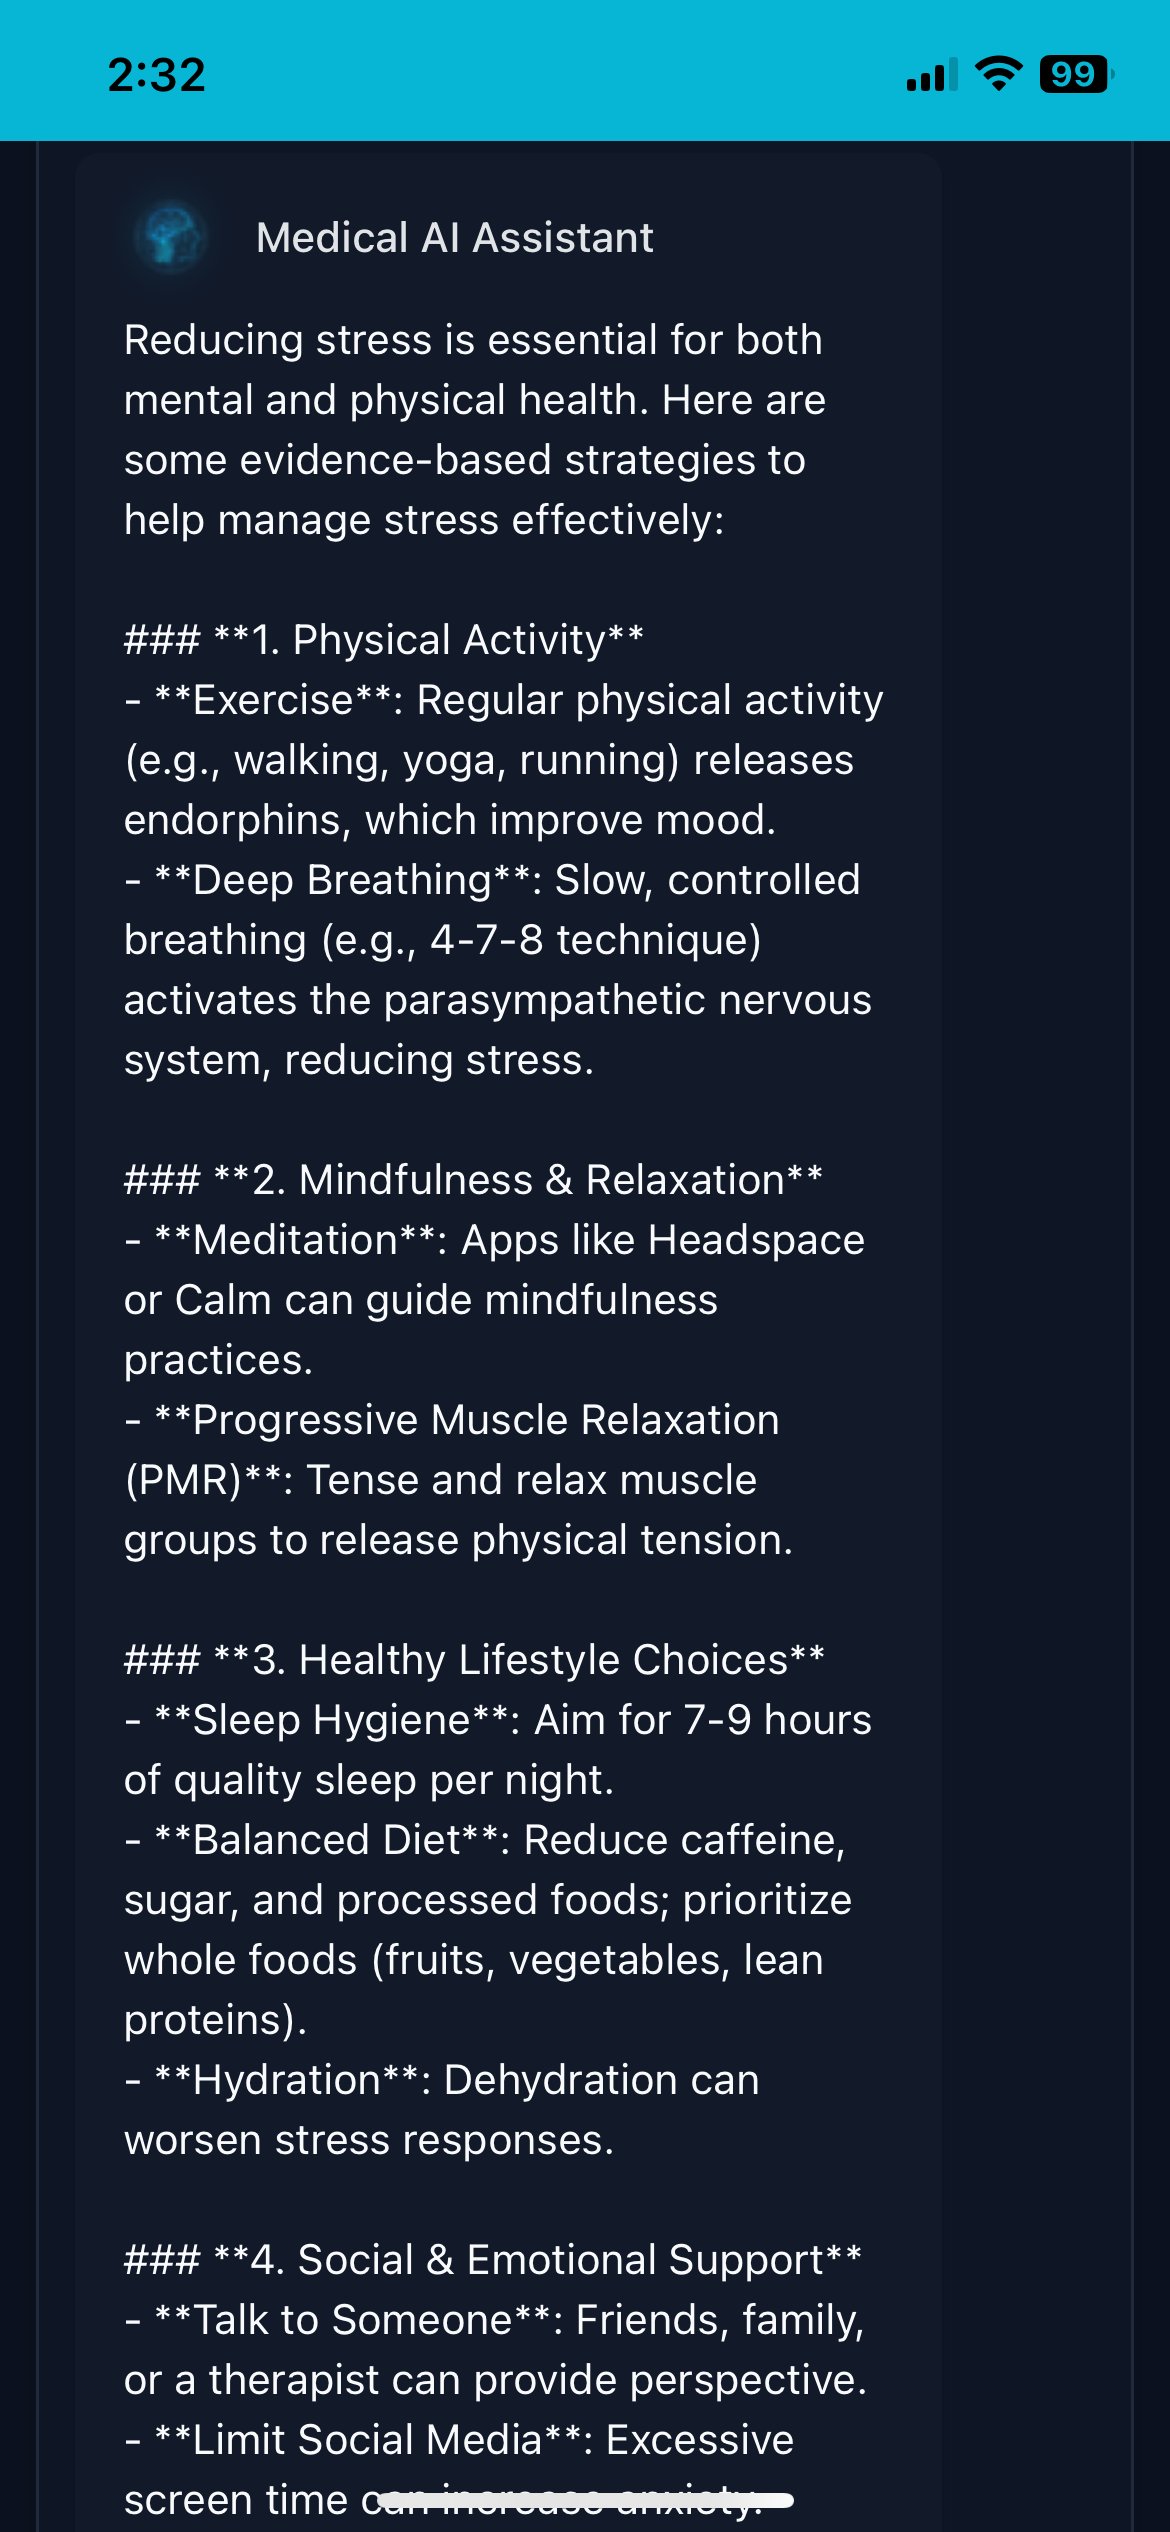 2:32
99
Medical AI Assistant
Reducing stress is essential for both
mental and physical health. Here are
some evidence-based strategies to
help manage stress effectively:
### **1. Physical Activity**
- **Exercise**: Regular physical activity
(e.g., walking, yoga, running) releases
endorphins, which improve mood.
- **Deep Breathing**: Slow, controlled
breathing (e.g., 4-7-8 technique)
activates the parasympathetic nervous
system, reducing stress.
### **2. Mindfulness & Relaxation**
- **Meditation**: Apps like Headspace
or Calm can guide mindfulness
practices.
- **Progressive Muscle Relaxation
(PMR)**: Tense and relax muscle
groups to release physical tension.
### **3. Healthy Lifestyle Choices**
- **Sleep Hygiene**: Aim for 7-9 hours
of quality sleep per night.
- **Balanced Diet**: Reduce caffeine,
sugar, and processed foods; prioritize
whole foods (fruits, vegetables, lean
proteins).
- **Hydration**: Dehydration can
worsen stress responses.
### **4. Social & Emotional Support**
- **Talk to Someone**: Friends, family,
or a therapist can provide perspective.
- **Limit Social Media**: Excessive
screen time can increase anxiety.